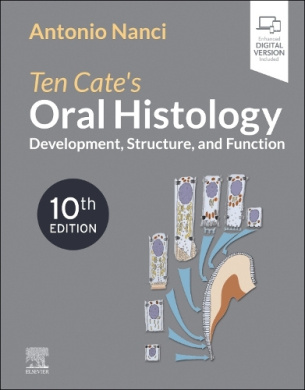 Antonio Nanci
Enhanced
DIGITAL
VERSION
Included
Ten Cate's
Oral Histology
Development, Structure, and Function
10th
EDITION
ELSEVIER